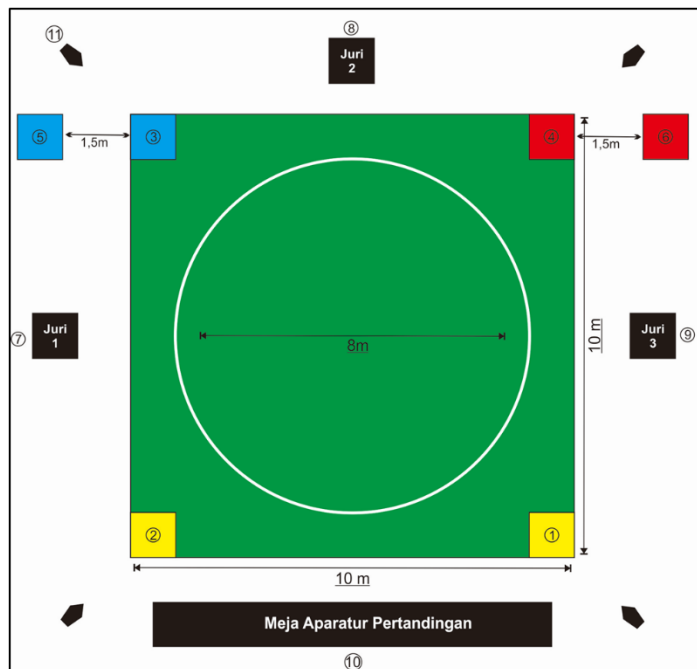 ⑪
⑧
Juri
2
⑤
1,5m
③
④
1,5m
⑥
⑦
Juri
1
8m
10 m
Juri
3
⑨
②
①
10 m
Meja Aparatur Pertandingan
⑩